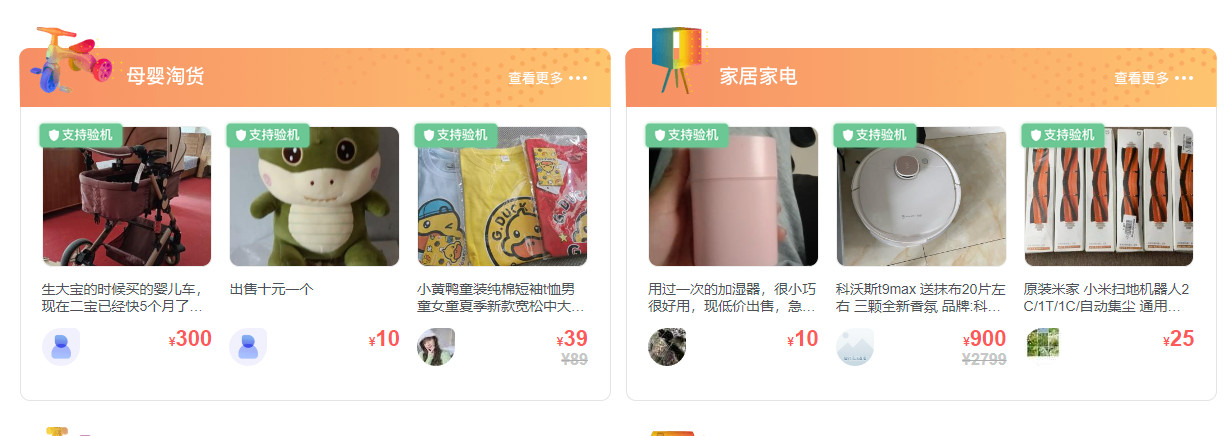 母婴淘货
查看更多
支持验机
支持验机
支持验机
G.DUCK
生大宝的时候买的婴儿车，
现在二宝已经快5个月了...
¥300
出售十元一个
¥10
小黄鸭童装纯棉短袖t恤男
童女童夏季新款宽松中大...
¥39
¥89
家居家电
查看更多
支持验机
支持验机
支持验机
用过一次的加湿器，很小巧
很好用，现低价出售，急...
¥10
科沃斯t9max 送抹布20片左
右 三颗全新香氛 品牌:科...
¥900
¥2799
原装米家 小米扫地机器人2
C/1T/1C/自动集尘 通用...
¥25